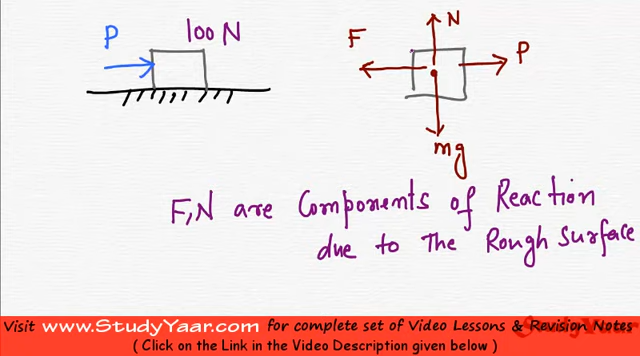 P
100 N
N
F
P
mg
F,N are Components of Reaction
due to The Rough Surface
StudyYaar
Visit www.StudyYaar.com for complete set of Video Lessons & Revision Notes
( Click on the Link in the Video Description given below )